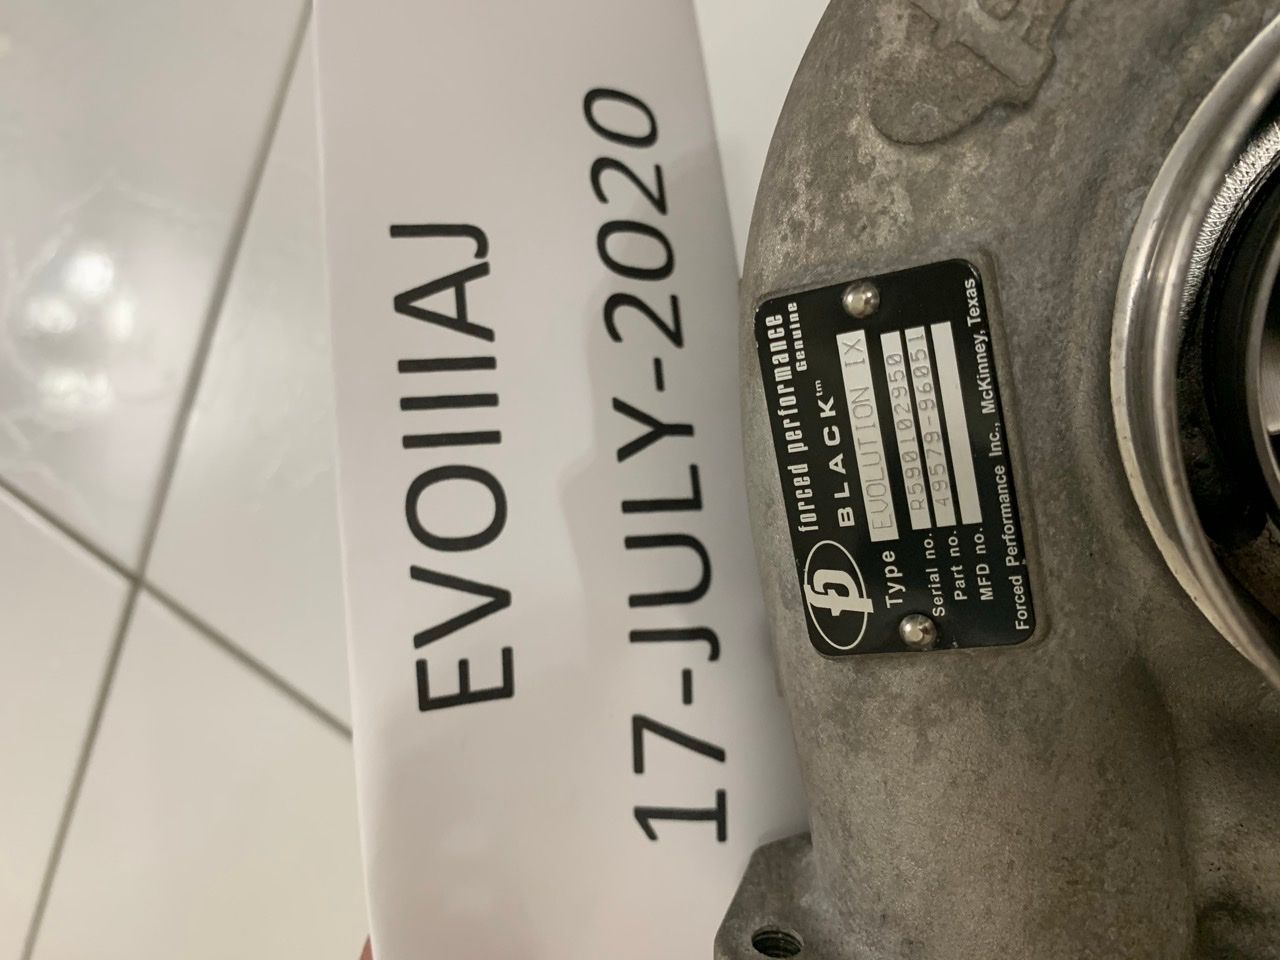 EVOIIIAJ
17-JULY-2020
fp forced performance
BLACK™ Genuine
Type EVOLUTION IX
Serial no. R590102950
Part no. 49579-96051
MFD no.
Forced Performance Inc., McKinney, Texas